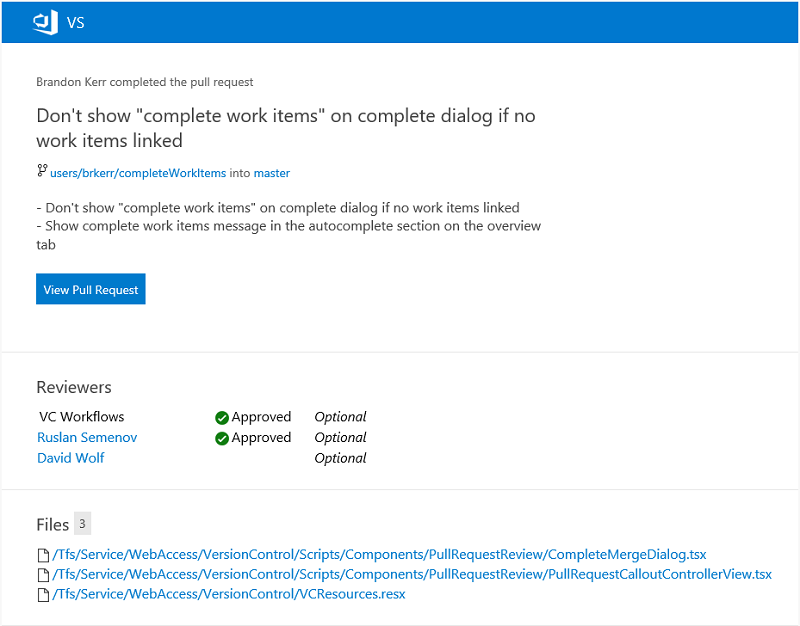 VS
Brandon Kerr completed the pull request
Don't show "complete work items" on complete dialog if no
work items linked
users/brkerr/completeWorkItems into master
- Don't show "complete work items" on complete dialog if no work items linked
- Show complete work items message in the autocomplete section on the overview
tab
View Pull Request
Reviewers
VC Workflows Approved Optional
Ruslan Semenov Approved Optional
David Wolf Optional
Files 3
/Tfs/Service/WebAccess/VersionControl/Scripts/Components/PullRequestReview/CompleteMergeDialog.tsx
/Tfs/Service/WebAccess/VersionControl/Scripts/Components/PullRequestReview/PullRequestCalloutControllerView.tsx
/Tfs/Service/WebAccess/VersionControl/VCResources.resx